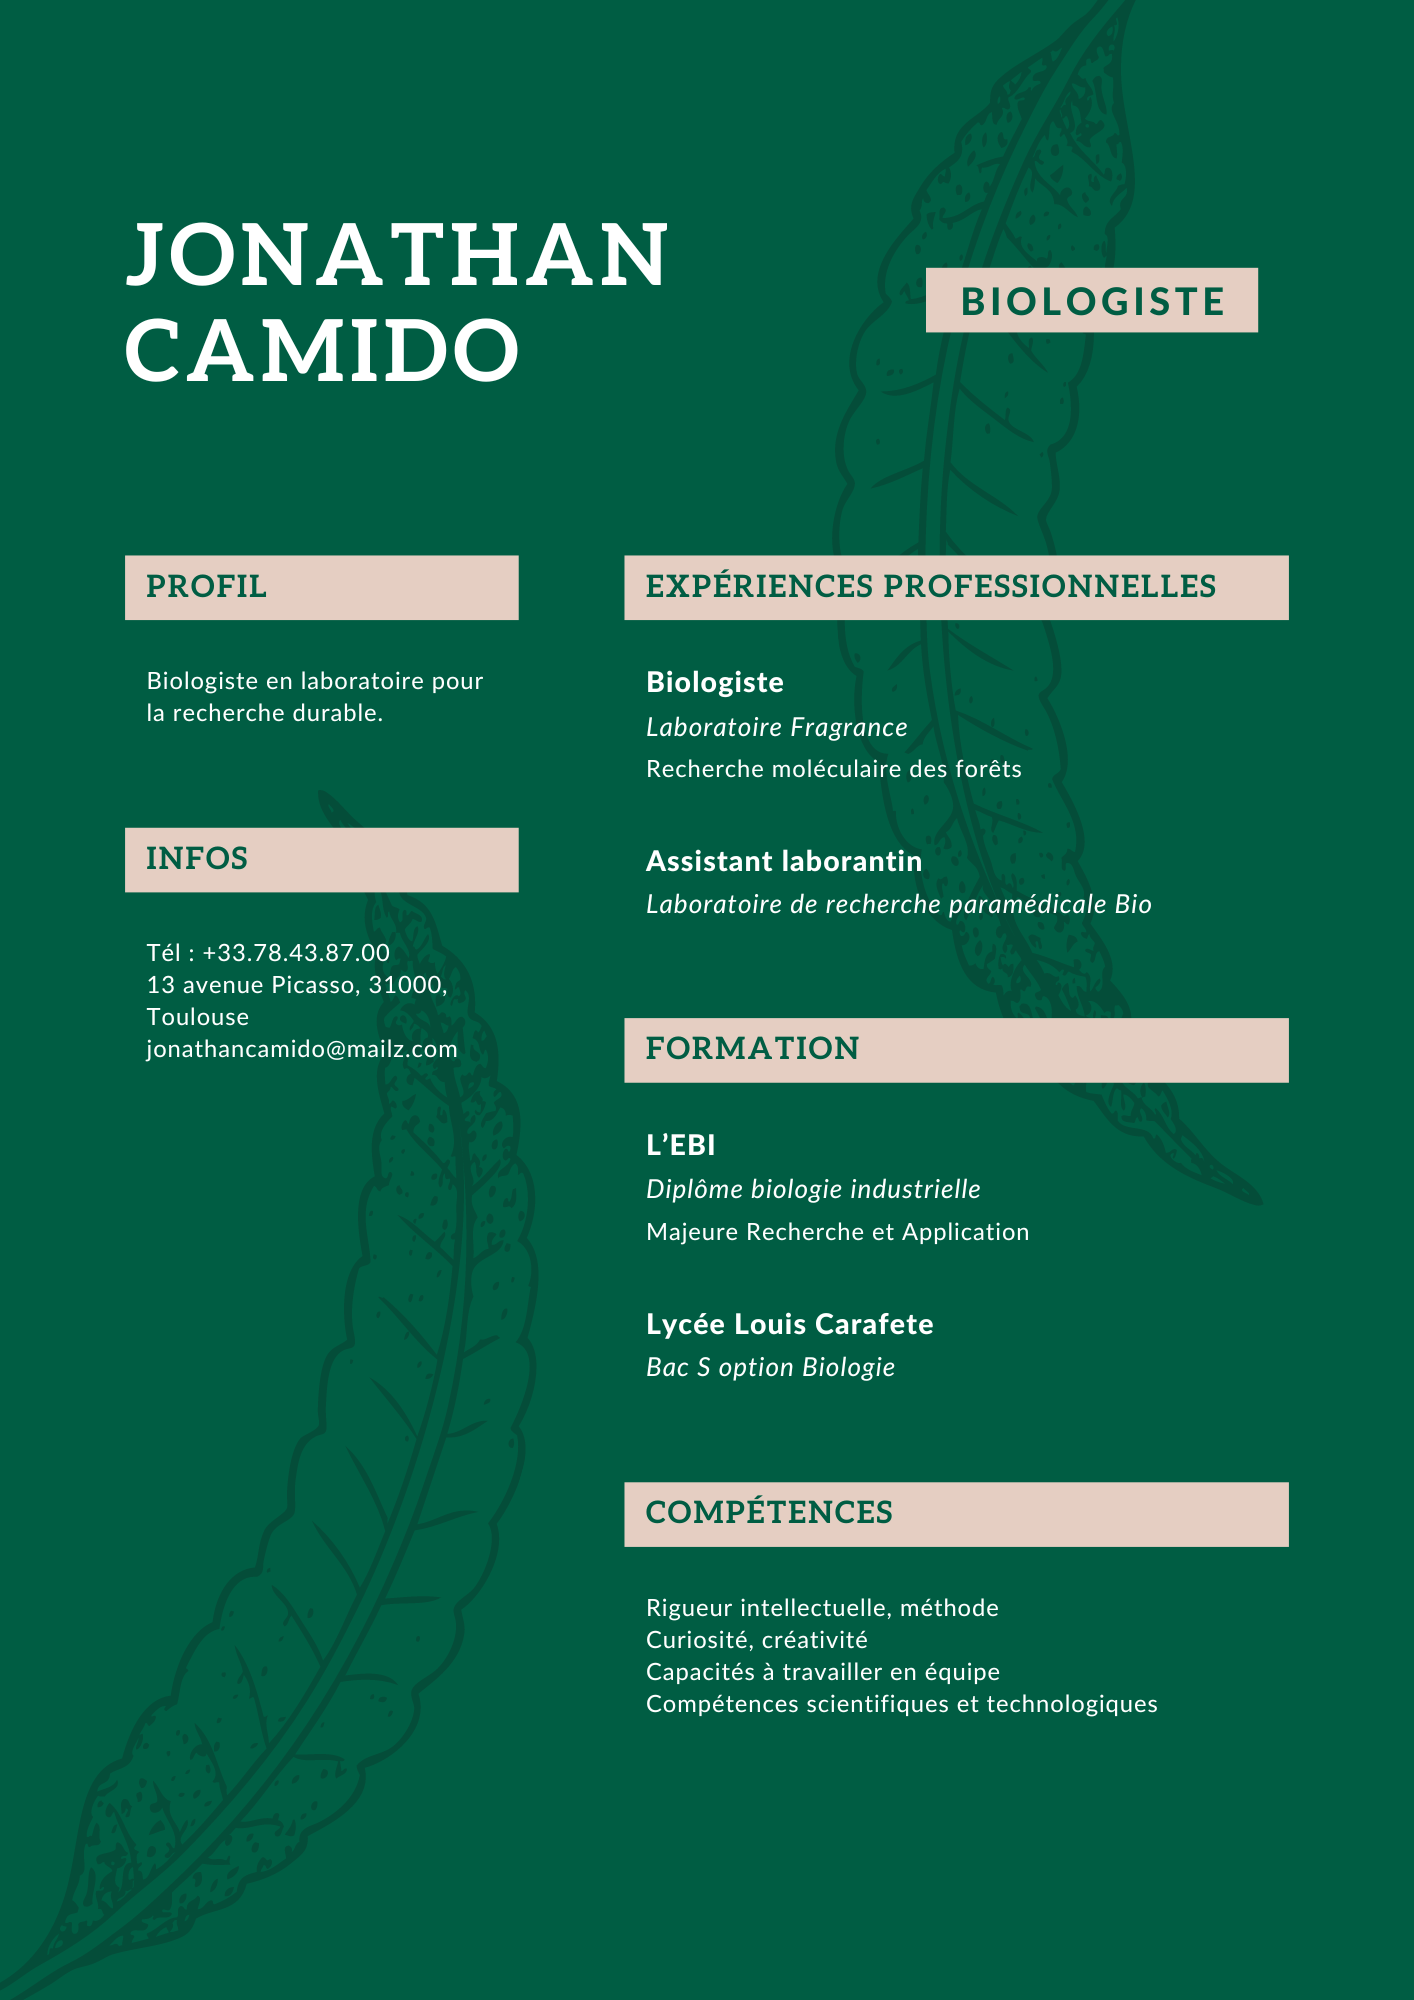 JONATHAN
CAMIDO
BIOLOGISTE
PROFIL
Biologiste en laboratoire pour
la recherche durable.
INFOS
Tél : +33.78.43.87.00
13 avenue Picasso, 31000,
Toulouse
jonathancamido@mailz.com
EXPÉRIENCES PROFESSIONNELLES
Biologiste
Laboratoire Fragrance
Recherche moléculaire des forêts
Assistant laborantin
Laboratoire de recherche paramédicale Bio
FORMATION
L’EBI
Diplôme biologie industrielle
Majeure Recherche et Application
Lycée Louis Carafete
Bac S option Biologie
COMPÉTENCES
Rigueur intellectuelle, méthode
Curiosité, créativité
Capacités à travailler en équipe
Compétences scientifiques et technologiques